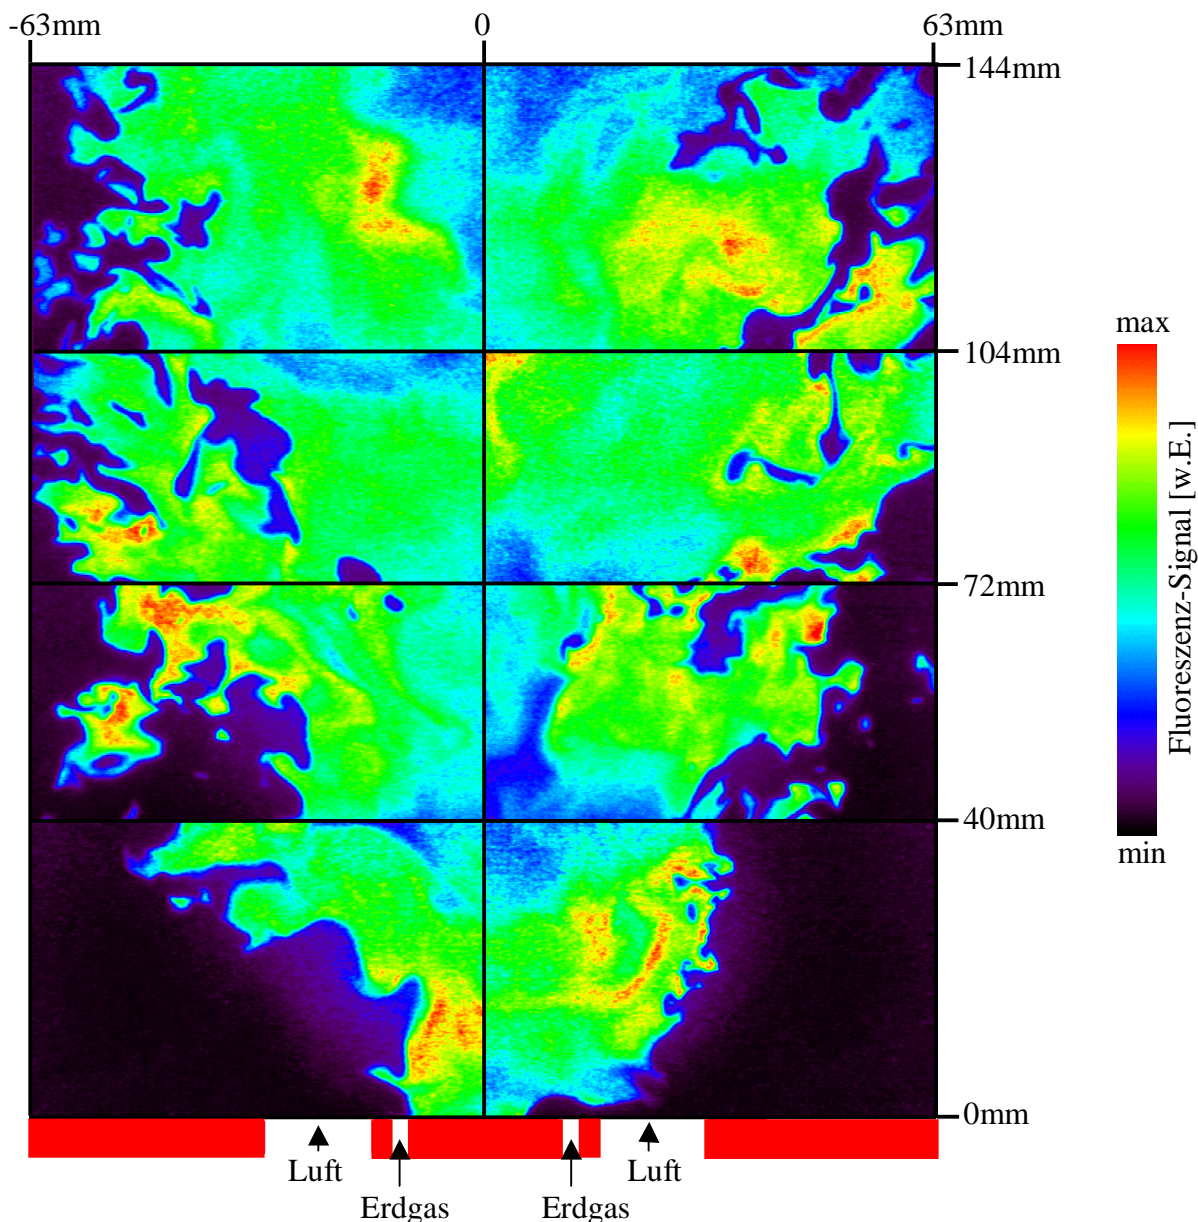 -63mm 0 63mm
144mm
104mm
max
Fluoreszenz-Signal [w.E.]
72mm
40mm
min
0mm
Luft Luft
Erdgas Erdgas